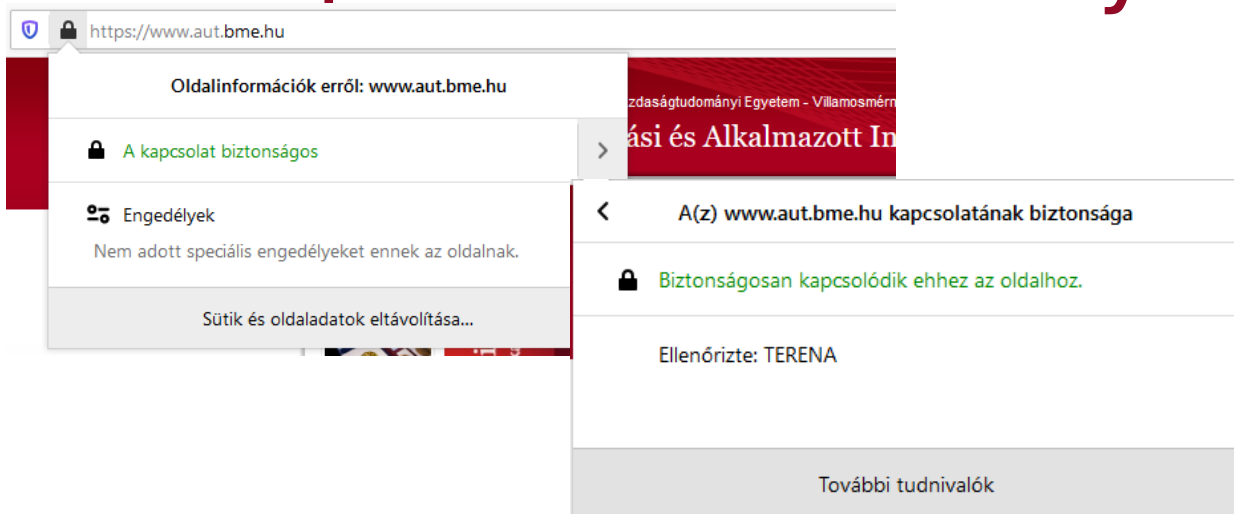 https://www.aut.bme.hu
Oldalinformációk erről: www.aut.bme.hu
A kapcsolat biztonságos
Engedélyek
Nem adott speciális engedélyeket ennek az oldalnak.
Sütik és oldaladatok eltávolítása...
zdaságtudományi Egyetem - Villamosmérn
ási és Alkalmazott In
A(z) www.aut.bme.hu kapcsolatának biztonsága
Biztonságosan kapcsolódik ehhez az oldalhoz.
Ellenőrizte: TERENA
További tudnivalók